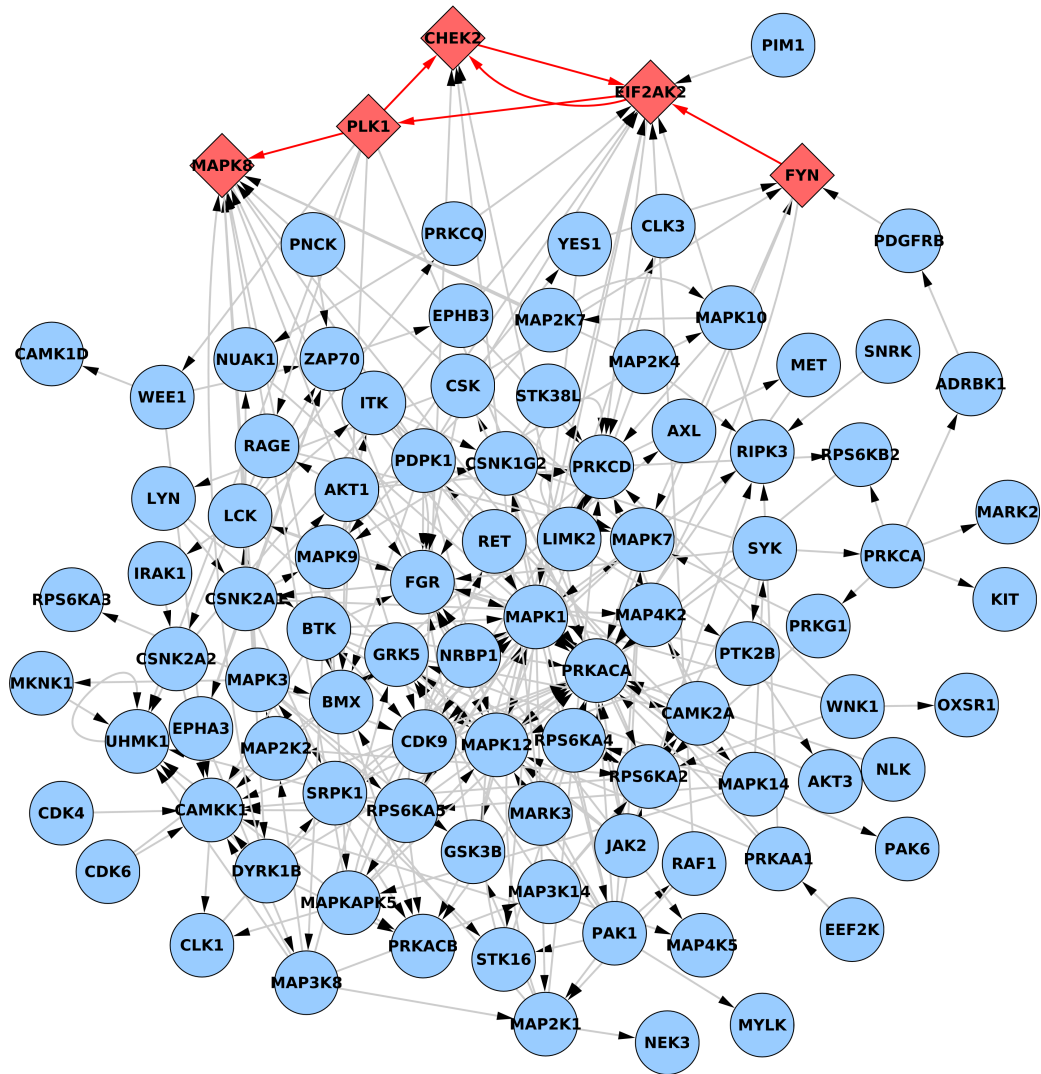 CHEK2
PIM1
EIF2AK2
PLK1
MAPK8
FYN
PNCK
PRKCQ
YES1
CLK3
PDGFRB
EPHB3
MAP2K7
MAPK10
CAMK1D
NUAK1
ZAP70
MAP2K4
MET
SNRK
WEE1
ITK
CSK
STK38L
ADRBK1
RAGE
AXL
PDPK1
CSNK1G2
PRKCD
RIPK3
RPS6KB2
LYN
AKT1
LCK
MARK2
MAPK9
RET
LIMK2
MAPK7
SYK
PRKCA
IRAK1
FGR
RPS6KA3
CSNK2A1
KIT
BTK
MAPK1
MAP4K2
PRKG1
CSNK2A2
GRK5
NRBP1
PTK2B
MKNK1
MAPK3
PRKACA
BMX
CAMK2A
WNK1
OXSR1
UHMK1
EPHA3
MAP2K2
CDK9
MAPK12
RPS6KA4
RPS6KA2
MAPK14
AKT3
NLK
CDK4
CAMKK1
SRPK1
RPS6KA5
MARK3
CDK6
DYRK1B
GSK3B
JAK2
RAF1
PRKAA1
PAK6
MAPKAPK5
MAP3K14
CLK1
PRKACB
STK16
PAK1
MAP4K5
EEF2K
MAP3K8
MAP2K1
NEK3
MYLK